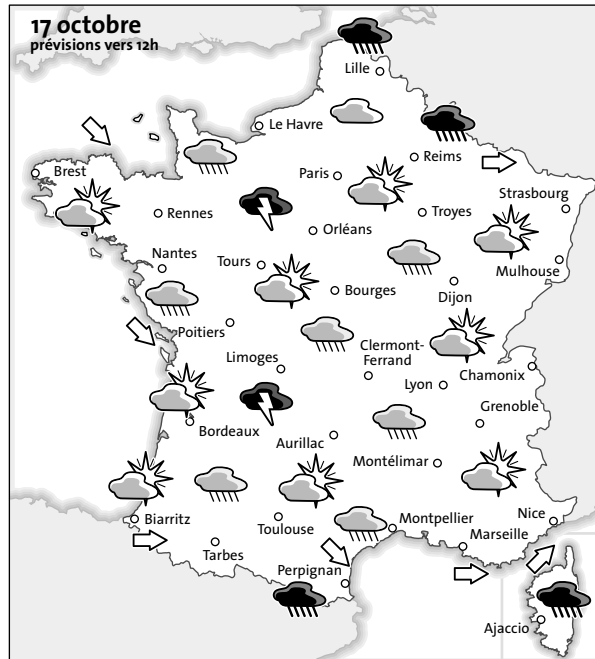 17 octobre
prévisions vers 12h
Lille
Le Havre
Reims
Brest
Paris
Strasbourg
Rennes
Troyes
Orléans
Nantes
Tours
Mulhouse
Bourges
Dijon
Poitiers
Clermont-
Ferrand
Limoges
Chamonix
Lyon
Grenoble
Bordeaux
Aurillac
Montélimar
Biarritz
Toulouse
Montpellier
Nice
Marseille
Tarbes
Perpignan
Ajaccio